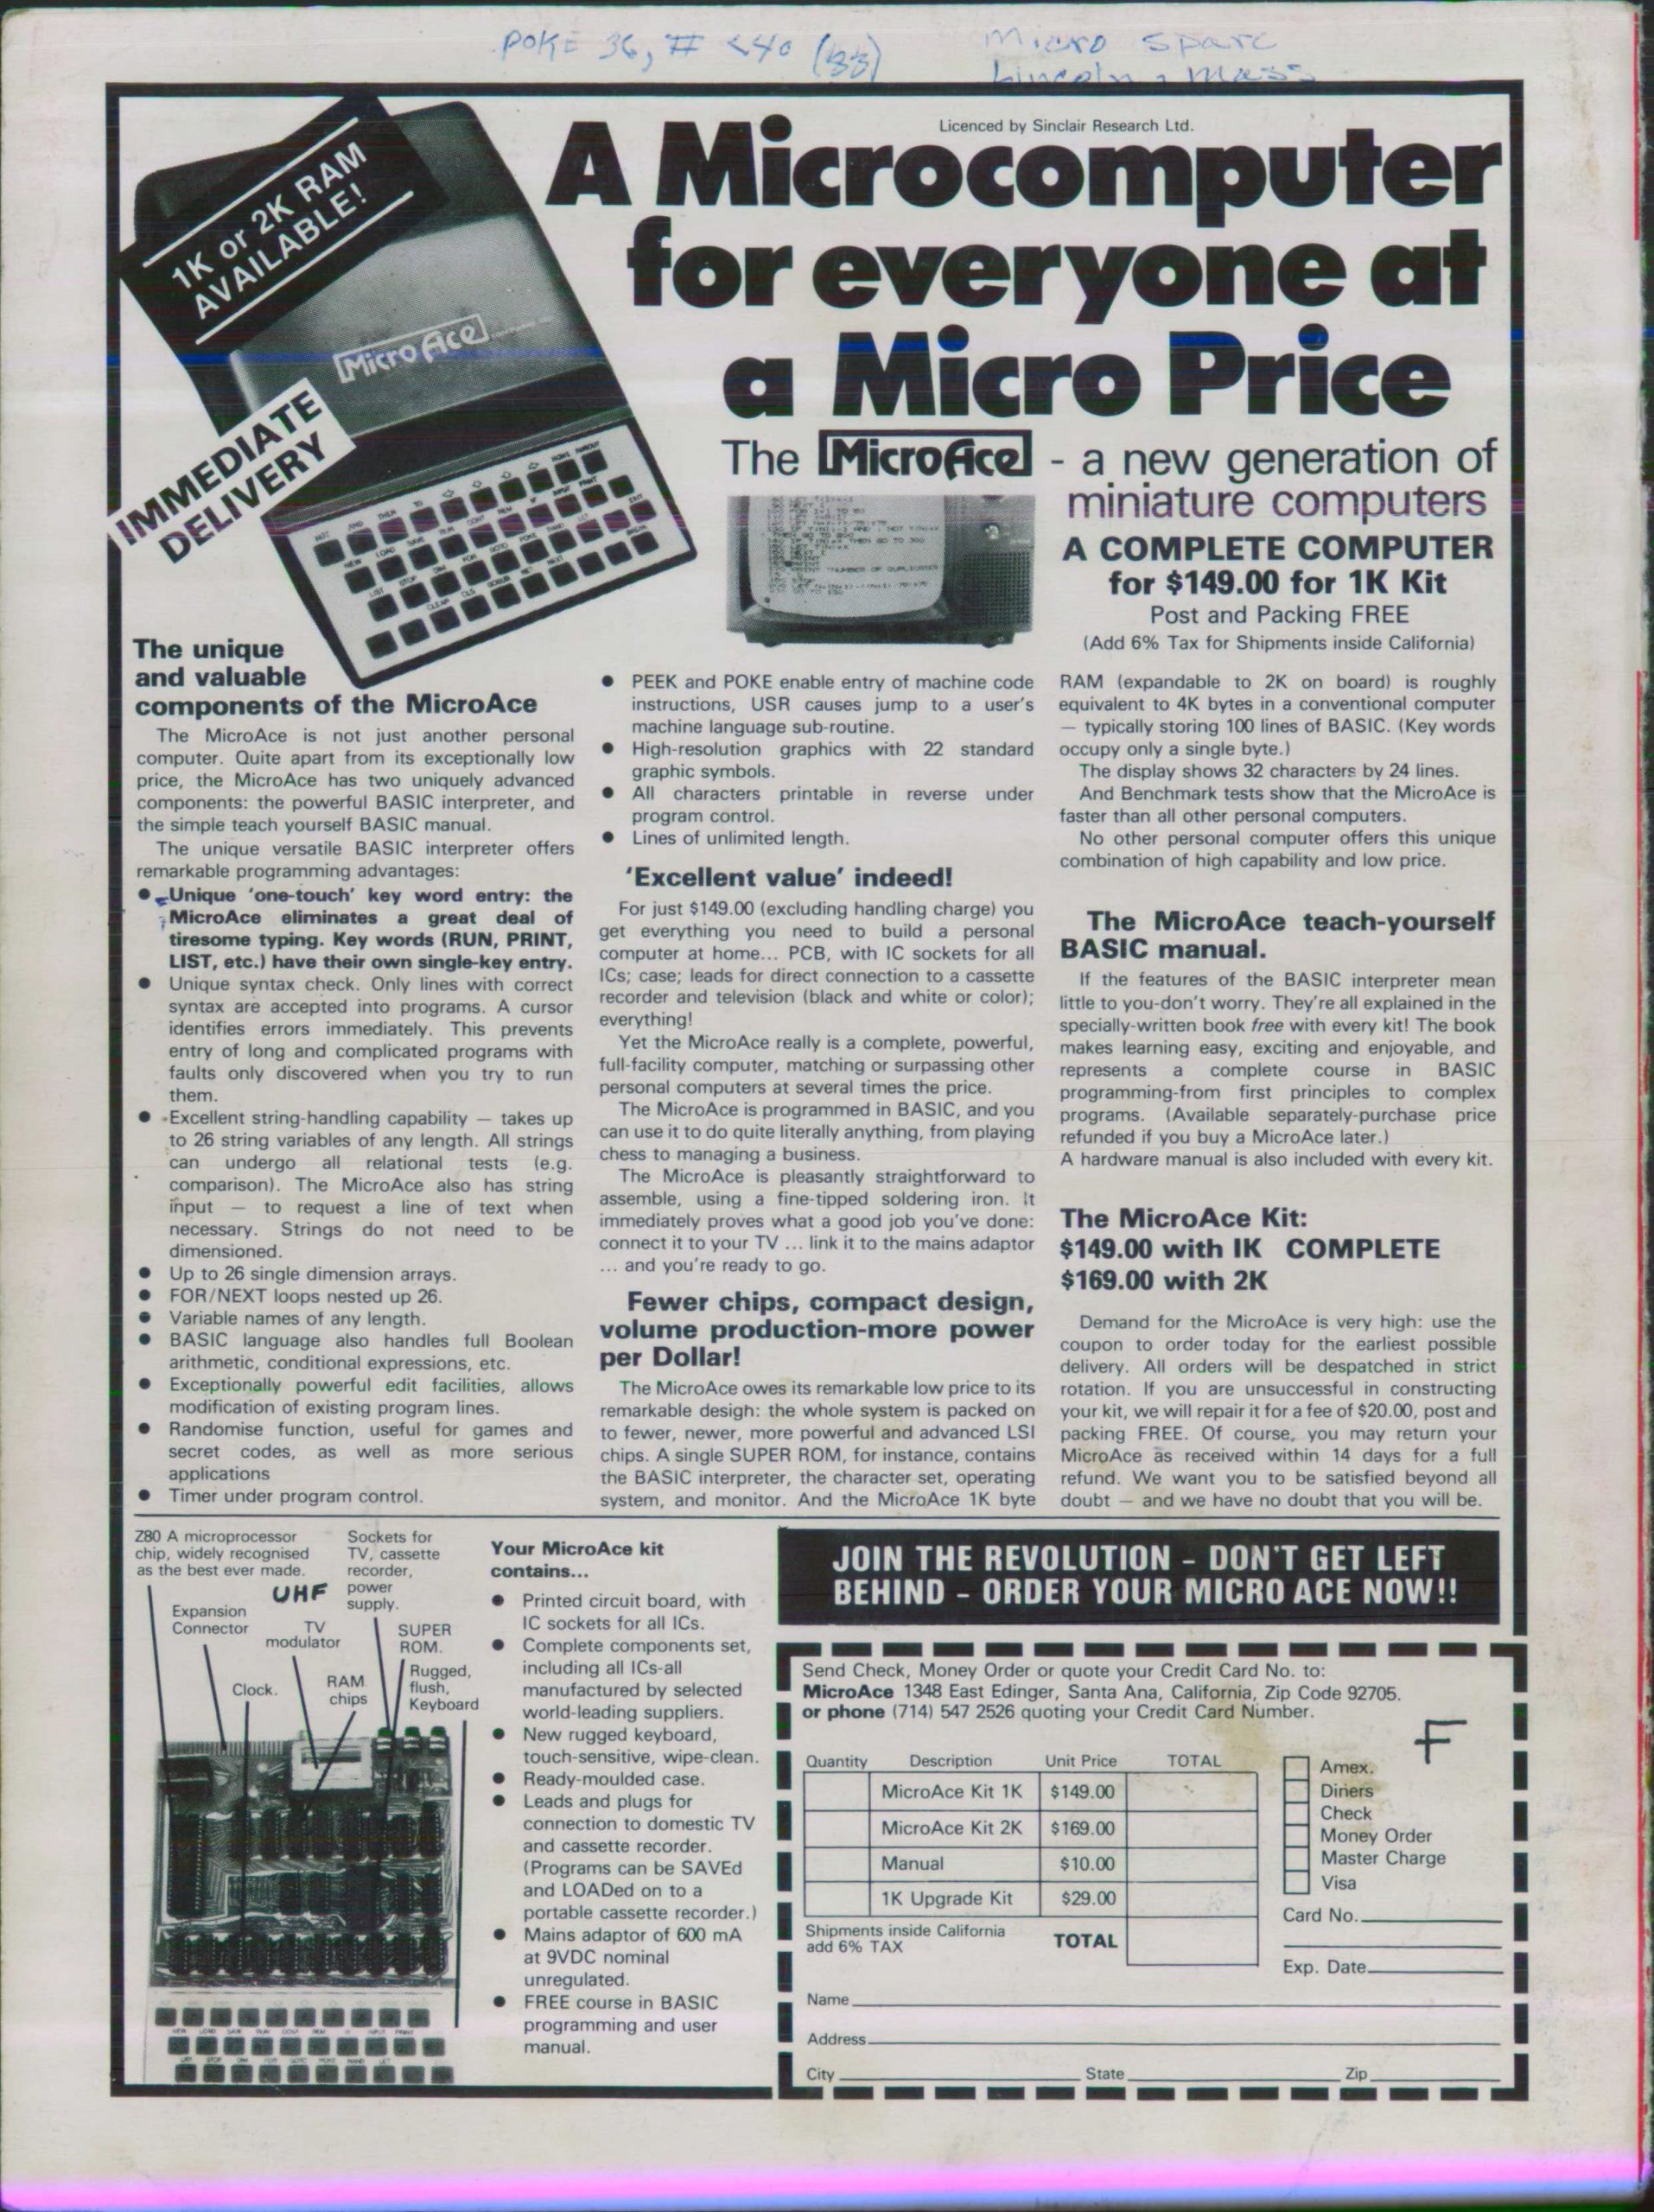 POKE 36, # <40 (33)
Micro Sparc
Lincoln, Mass
Licenced by Sinclair Research Ltd.
A Microcomputer
for everyone at
a Micro Price
1K or 2K RAM
AVAILABLE!
Micro Ace
IMMEDIATE
DELIVERY
The MicroAce - a new generation of
miniature computers
A COMPLETE COMPUTER
for $149.00 for 1K Kit
Post and Packing FREE
(Add 6% Tax for Shipments inside California)
The unique
and valuable
components of the MicroAce
The MicroAce is not just another personal
computer. Quite apart from its exceptionally low
price, the MicroAce has two uniquely advanced
components: the powerful BASIC interpreter, and
the simple teach yourself BASIC manual.
The unique versatile BASIC interpreter offers
remarkable programming advantages:
● Unique 'one-touch' key word entry: the
MicroAce eliminates a great deal of
tiresome typing. Key words (RUN, PRINT,
LIST, etc.) have their own single-key entry.
● Unique syntax check. Only lines with correct
syntax are accepted into programs. A cursor
identifies errors immediately. This prevents
entry of long and complicated programs with
faults only discovered when you try to run
them.
● Excellent string-handling capability — takes up
to 26 string variables of any length. All strings
can undergo all relational tests (e.g.
comparison). The MicroAce also has string
input — to request a line of text when
necessary. Strings do not need to be
dimensioned.
● Up to 26 single dimension arrays.
● FOR/NEXT loops nested up 26.
● Variable names of any length.
● BASIC language also handles full Boolean
arithmetic, conditional expressions, etc.
● Exceptionally powerful edit facilities, allows
modification of existing program lines.
● Randomise function, useful for games and
secret codes, as well as more serious
applications
● Timer under program control.
● PEEK and POKE enable entry of machine code
instructions, USR causes jump to a user's
machine language sub-routine.
● High-resolution graphics with 22 standard
graphic symbols.
● All characters printable in reverse under
program control.
● Lines of unlimited length.
'Excellent value' indeed!
For just $149.00 (excluding handling charge) you
get everything you need to build a personal
computer at home... PCB, with IC sockets for all
ICs; case; leads for direct connection to a cassette
recorder and television (black and white or color);
everything!
Yet the MicroAce really is a complete, powerful,
full-facility computer, matching or surpassing other
personal computers at several times the price.
The MicroAce is programmed in BASIC, and you
can use it to do quite literally anything, from playing
chess to managing a business.
The MicroAce is pleasantly straightforward to
assemble, using a fine-tipped soldering iron. It
immediately proves what a good job you've done:
connect it to your TV ... link it to the mains adaptor
... and you're ready to go.
Fewer chips, compact design,
volume production-more power
per Dollar!
The MicroAce owes its remarkable low price to its
remarkable desigh: the whole system is packed on
to fewer, newer, more powerful and advanced LSI
chips. A single SUPER ROM, for instance, contains
the BASIC interpreter, the character set, operating
system, and monitor. And the MicroAce 1K byte
RAM (expandable to 2K on board) is roughly
equivalent to 4K bytes in a conventional computer
— typically storing 100 lines of BASIC. (Key words
occupy only a single byte.)
The display shows 32 characters by 24 lines.
And Benchmark tests show that the MicroAce is
faster than all other personal computers.
No other personal computer offers this unique
combination of high capability and low price.
The MicroAce teach-yourself
BASIC manual.
If the features of the BASIC interpreter mean
little to you-don't worry. They're all explained in the
specially-written book free with every kit! The book
makes learning easy, exciting and enjoyable, and
represents a complete course in BASIC
programming-from first principles to complex
programs. (Available separately-purchase price
refunded if you buy a MicroAce later.)
A hardware manual is also included with every kit.
The MicroAce Kit:
$149.00 with IK COMPLETE
$169.00 with 2K
Demand for the MicroAce is very high: use the
coupon to order today for the earliest possible
delivery. All orders will be despatched in strict
rotation. If you are unsuccessful in constructing
your kit, we will repair it for a fee of $20.00, post and
packing FREE. Of course, you may return your
MicroAce as received within 14 days for a full
refund. We want you to be satisfied beyond all
doubt — and we have no doubt that you will be.
Z80 A microprocessor
chip, widely recognised
as the best ever made.
Sockets for
TV, cassette
recorder,
power
supply.
UHF
Expansion
Connector
TV
modulator
SUPER
ROM.
Clock.
RAM
chips
Rugged,
flush,
Keyboard
Your MicroAce kit
contains...
● Printed circuit board, with
IC sockets for all ICs.
● Complete components set,
including all ICs-all
manufactured by selected
world-leading suppliers.
● New rugged keyboard,
touch-sensitive, wipe-clean.
● Ready-moulded case.
● Leads and plugs for
connection to domestic TV
and cassette recorder.
(Programs can be SAVEd
and LOADed on to a
portable cassette recorder.)
● Mains adaptor of 600 mA
at 9VDC nominal
unregulated.
● FREE course in BASIC
programming and user
manual.
JOIN THE REVOLUTION - DON'T GET LEFT
BEHIND - ORDER YOUR MICRO ACE NOW!!
Send Check, Money Order or quote your Credit Card No. to:
MicroAce 1348 East Edinger, Santa Ana, California, Zip Code 92705.
or phone (714) 547 2526 quoting your Credit Card Number.
F
Quantity Description Unit Price TOTAL
MicroAce Kit 1K $149.00
MicroAce Kit 2K $169.00
Manual $10.00
1K Upgrade Kit $29.00
Shipments inside California
add 6% TAX
TOTAL
Amex.
Diners
Check
Money Order
Master Charge
Visa
Card No.
Exp. Date
Name
Address
City State Zip